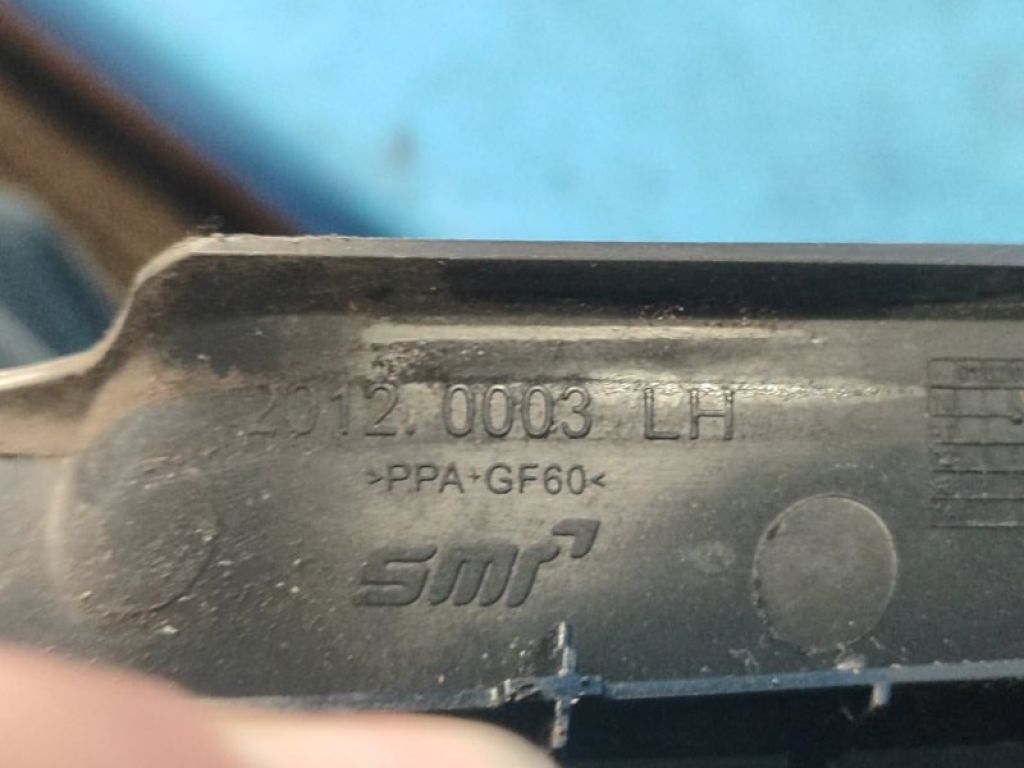 2012.0003 LH
>PPA+GF60<
smr